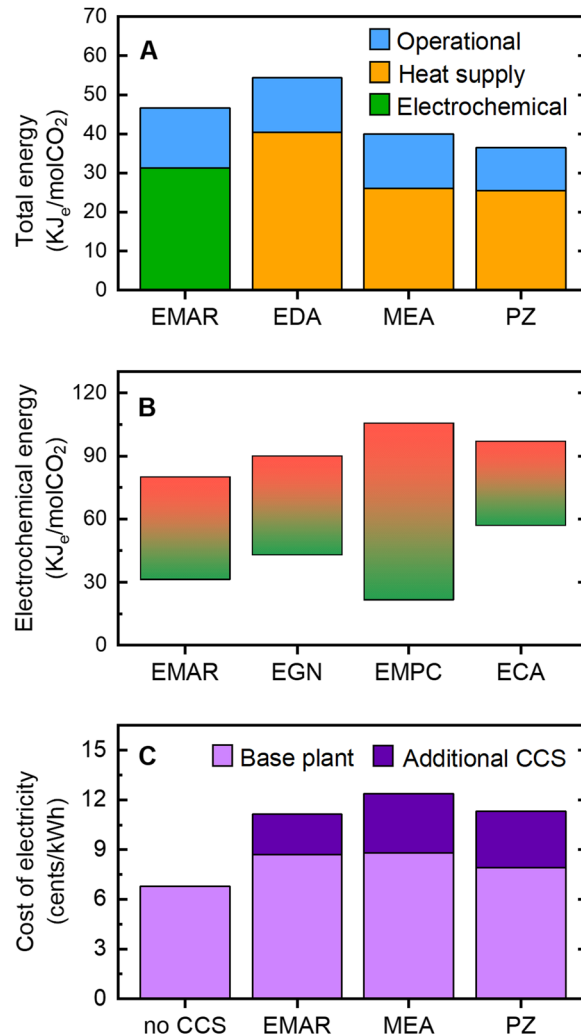 A
Operational
Heat supply
Electrochemical
Total energy
(KJₑ/molCO₂)
70
60
50
40
30
20
10
0
EMAR EDA MEA PZ
B
Electrochemical energy
(KJₑ/molCO₂)
120
90
60
30
0
EMAR EGN EMPC ECA
C
Base plant Additional CCS
Cost of electricity
(cents/kWh)
15
12
9
6
3
0
no CCS EMAR MEA PZ